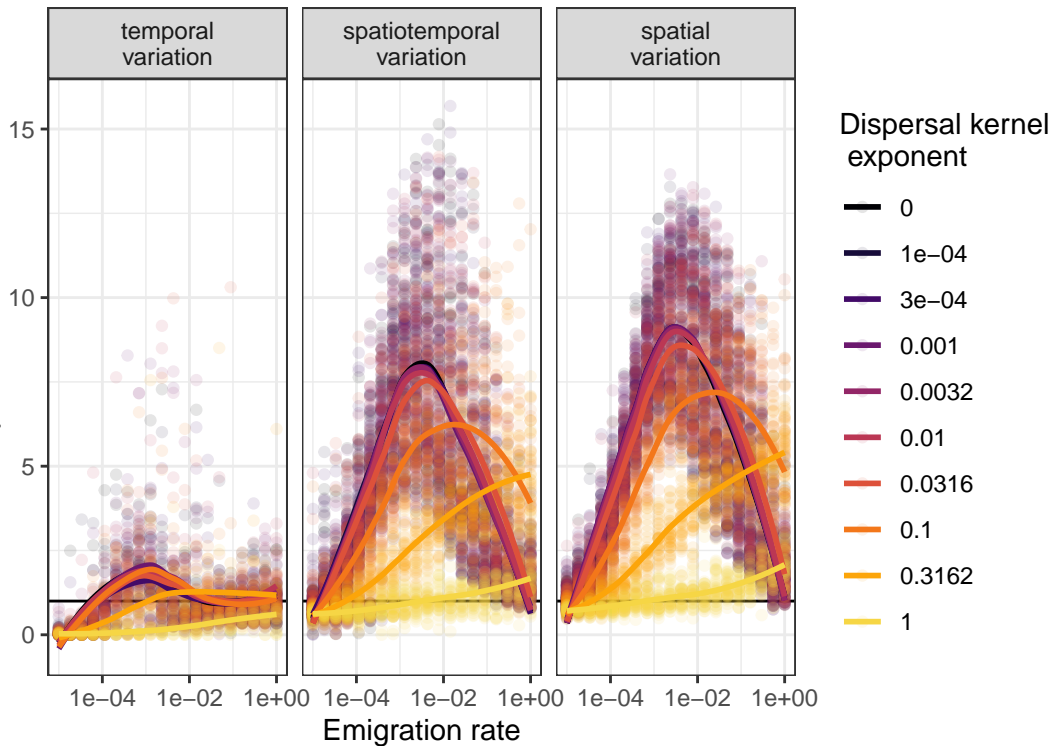 temporal
variation
spatiotemporal
variation
spatial
variation
15
10
5
0
1e−04
1e−02
1e+00
1e−04
1e−02
1e+00
1e−04
1e−02
1e+00
Emigration rate
Dispersal kernel
exponent
0
1e−04
3e−04
0.001
0.0032
0.01
0.0316
0.1
0.3162
1